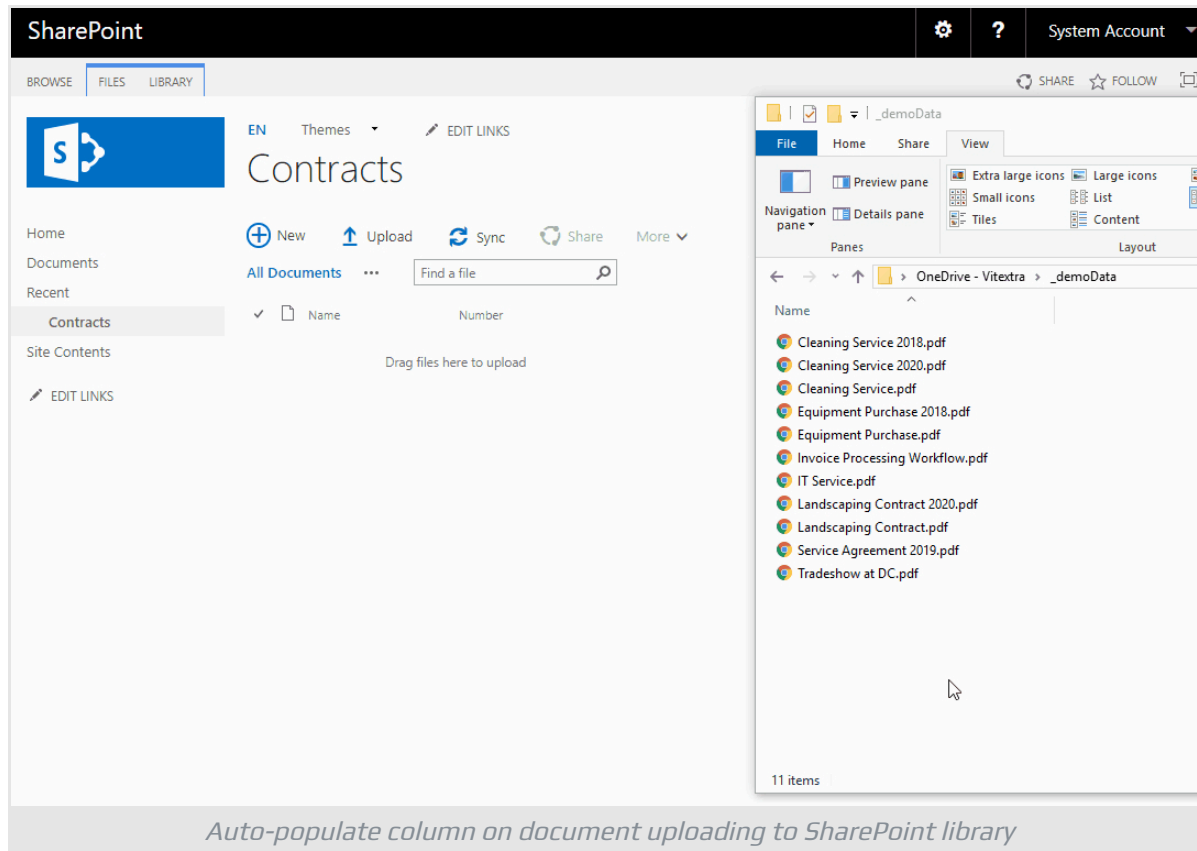 SharePoint
? System Account
BROWSE FILES LIBRARY
SHARE FOLLOW
S
EN Themes EDIT LINKS
Contracts
Home
Documents
Recent
Contracts
Site Contents
EDIT LINKS
New Upload Sync Share More
All Documents ••• Find a file
Name Number
Drag files here to upload
_demoData
File Home Share View
Navigation pane
Preview pane
Details pane
Panes
Extra large icons Large icons
Small icons List
Tiles Content
Layout
> OneDrive - Vitextra > _demoData
Name
Cleaning Service 2018.pdf
Cleaning Service 2020.pdf
Cleaning Service.pdf
Equipment Purchase 2018.pdf
Equipment Purchase.pdf
Invoice Processing Workflow.pdf
IT Service.pdf
Landscaping Contract 2020.pdf
Landscaping Contract.pdf
Service Agreement 2019.pdf
Tradeshow at DC.pdf
11 items
Auto-populate column on document uploading to SharePoint library